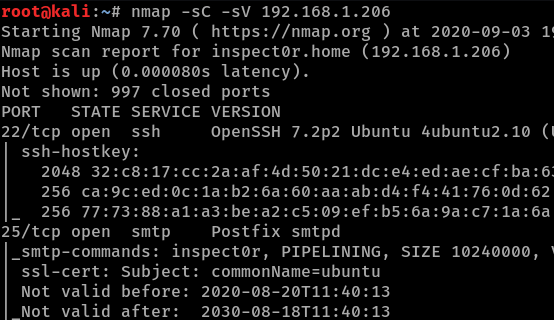 root@kali:~# nmap -sC -sV 192.168.1.206
Starting Nmap 7.70 ( https://nmap.org ) at 2020-09-03 19
Nmap scan report for inspect0r.home (192.168.1.206)
Host is up (0.000080s latency).
Not shown: 997 closed ports
PORT   STATE SERVICE VERSION
22/tcp open  ssh     OpenSSH 7.2p2 Ubuntu 4ubuntu2.10 (U
| ssh-hostkey:
|   2048 32:c8:17:cc:2a:af:4d:50:21:dc:e4:ed:ae:cf:ba:63
|   256 ca:9c:ed:0c:1a:b2:6a:60:aa:ab:d4:f4:41:76:0d:62
|_  256 77:73:88:a1:a3:be:a2:c5:09:ef:b5:6a:9a:c7:1a:6a
25/tcp open  smtp    Postfix smtpd
|_smtp-commands: inspect0r, PIPELINING, SIZE 10240000, V
| ssl-cert: Subject: commonName=ubuntu
| Not valid before: 2020-08-20T11:40:13
|_Not valid after:  2030-08-18T11:40:13